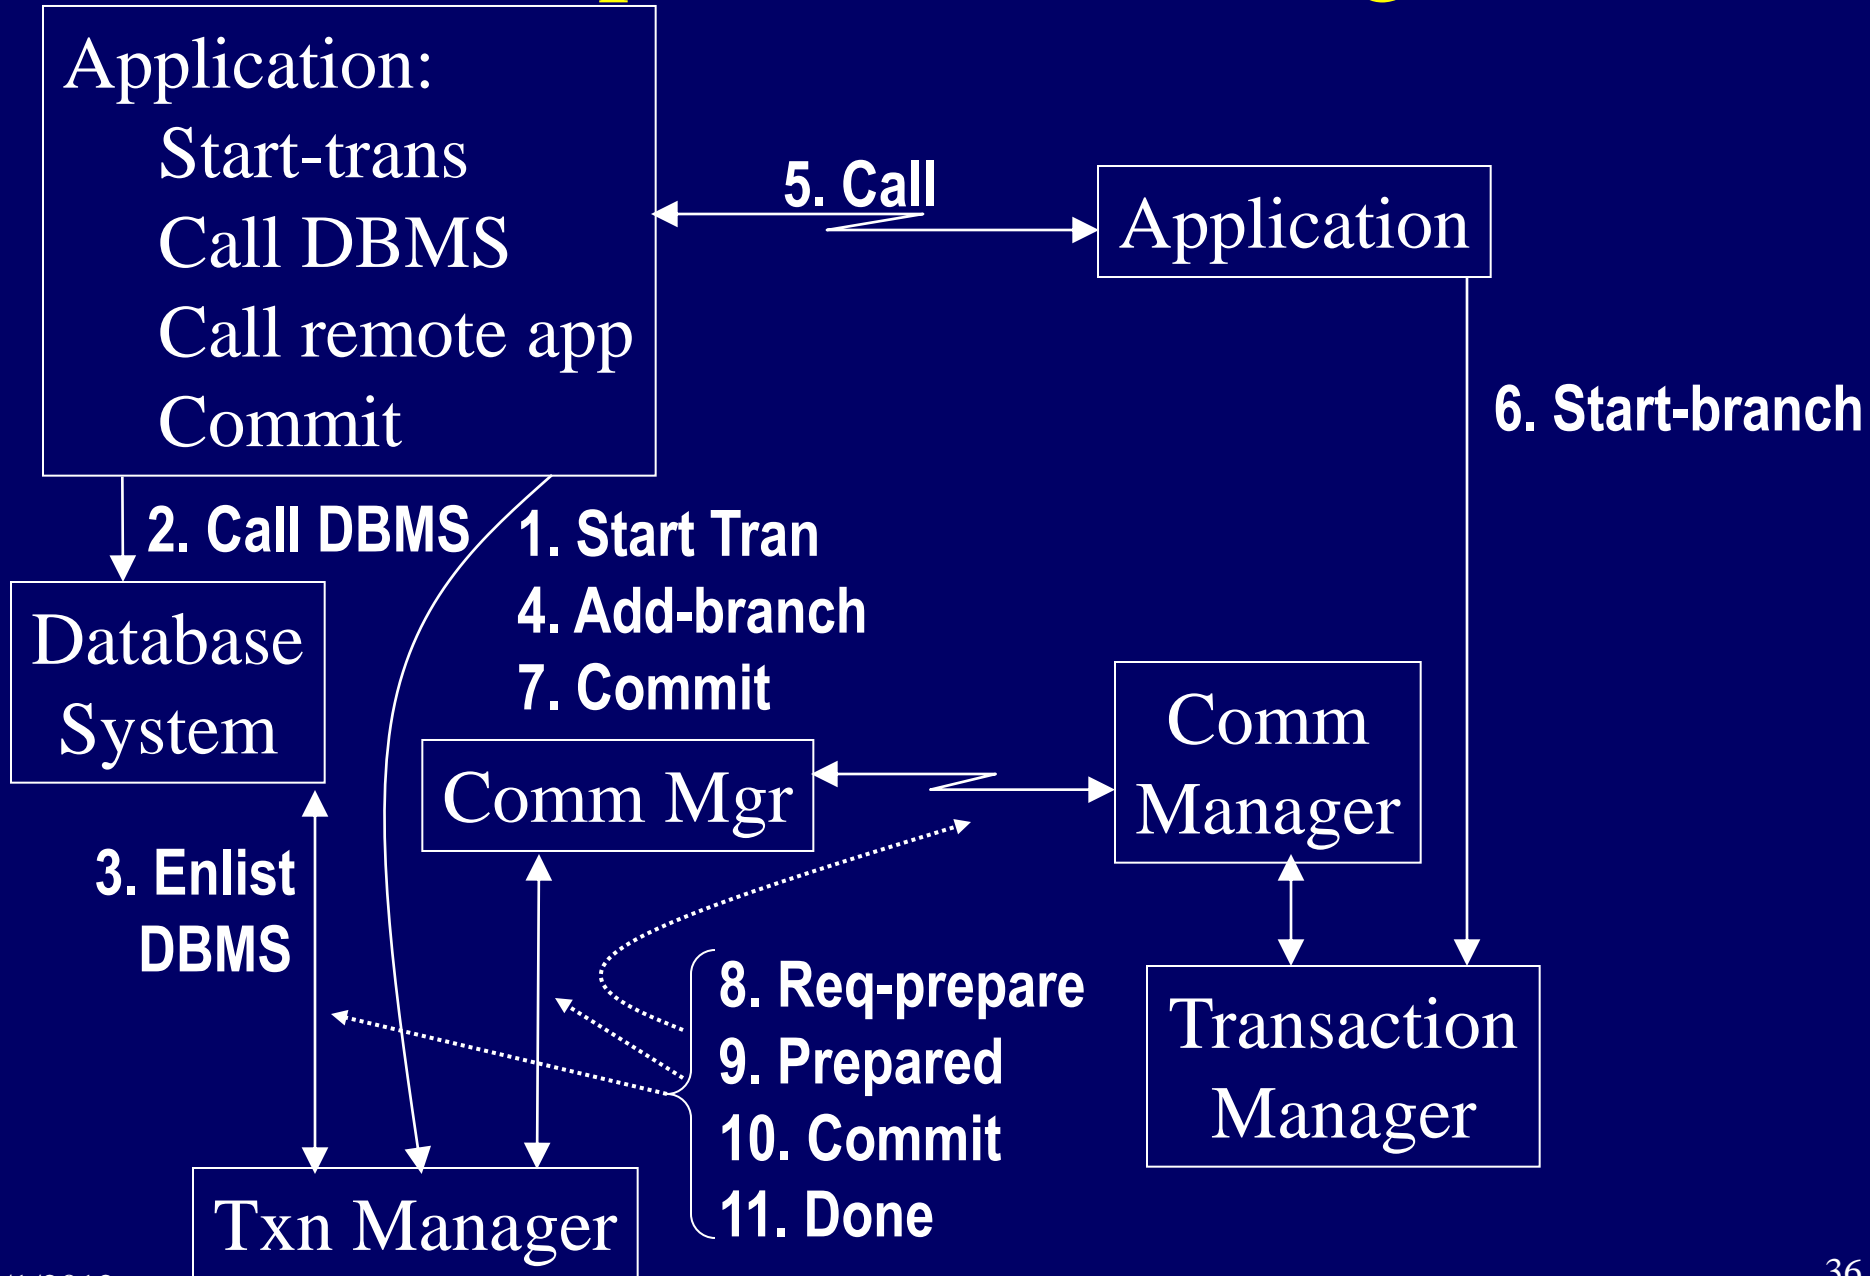 Application:
Start-trans
Call DBMS
Call remote app
Commit
5. Call
Application
6. Start-branch
2. Call DBMS
1. Start Tran
4. Add-branch
7. Commit
Database
System
Comm Mgr
Comm
Manager
3. Enlist
DBMS
8. Req-prepare
9. Prepared
10. Commit
11. Done
Transaction
Manager
Txn Manager
36